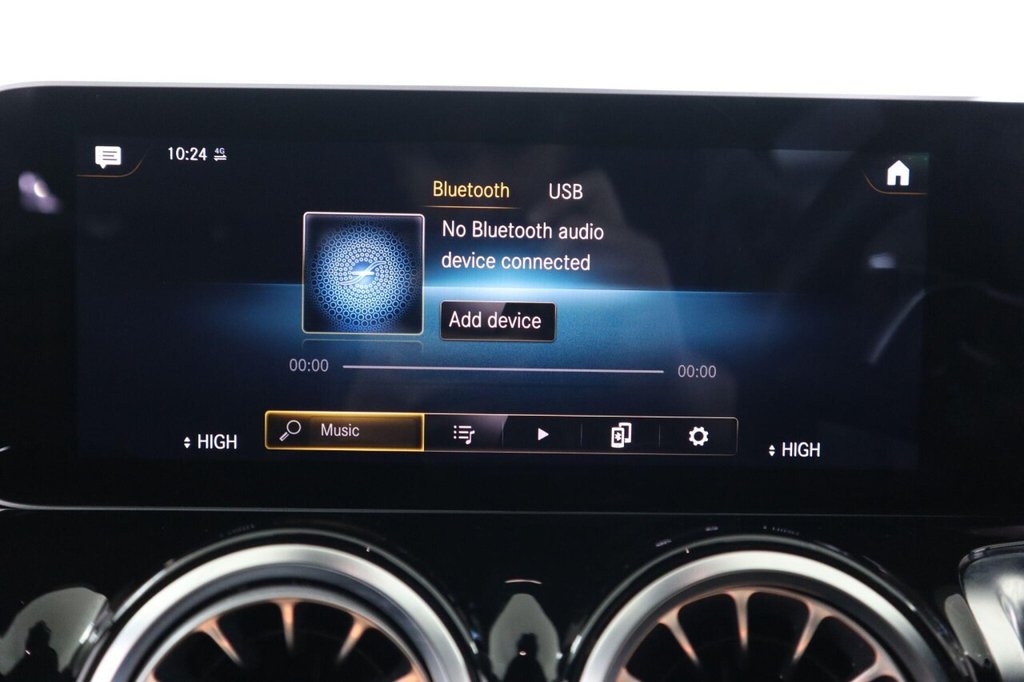 10:24 4G
Bluetooth USB
No Bluetooth audio
device connected
Add device
00:00 00:00
HIGH Music HIGH